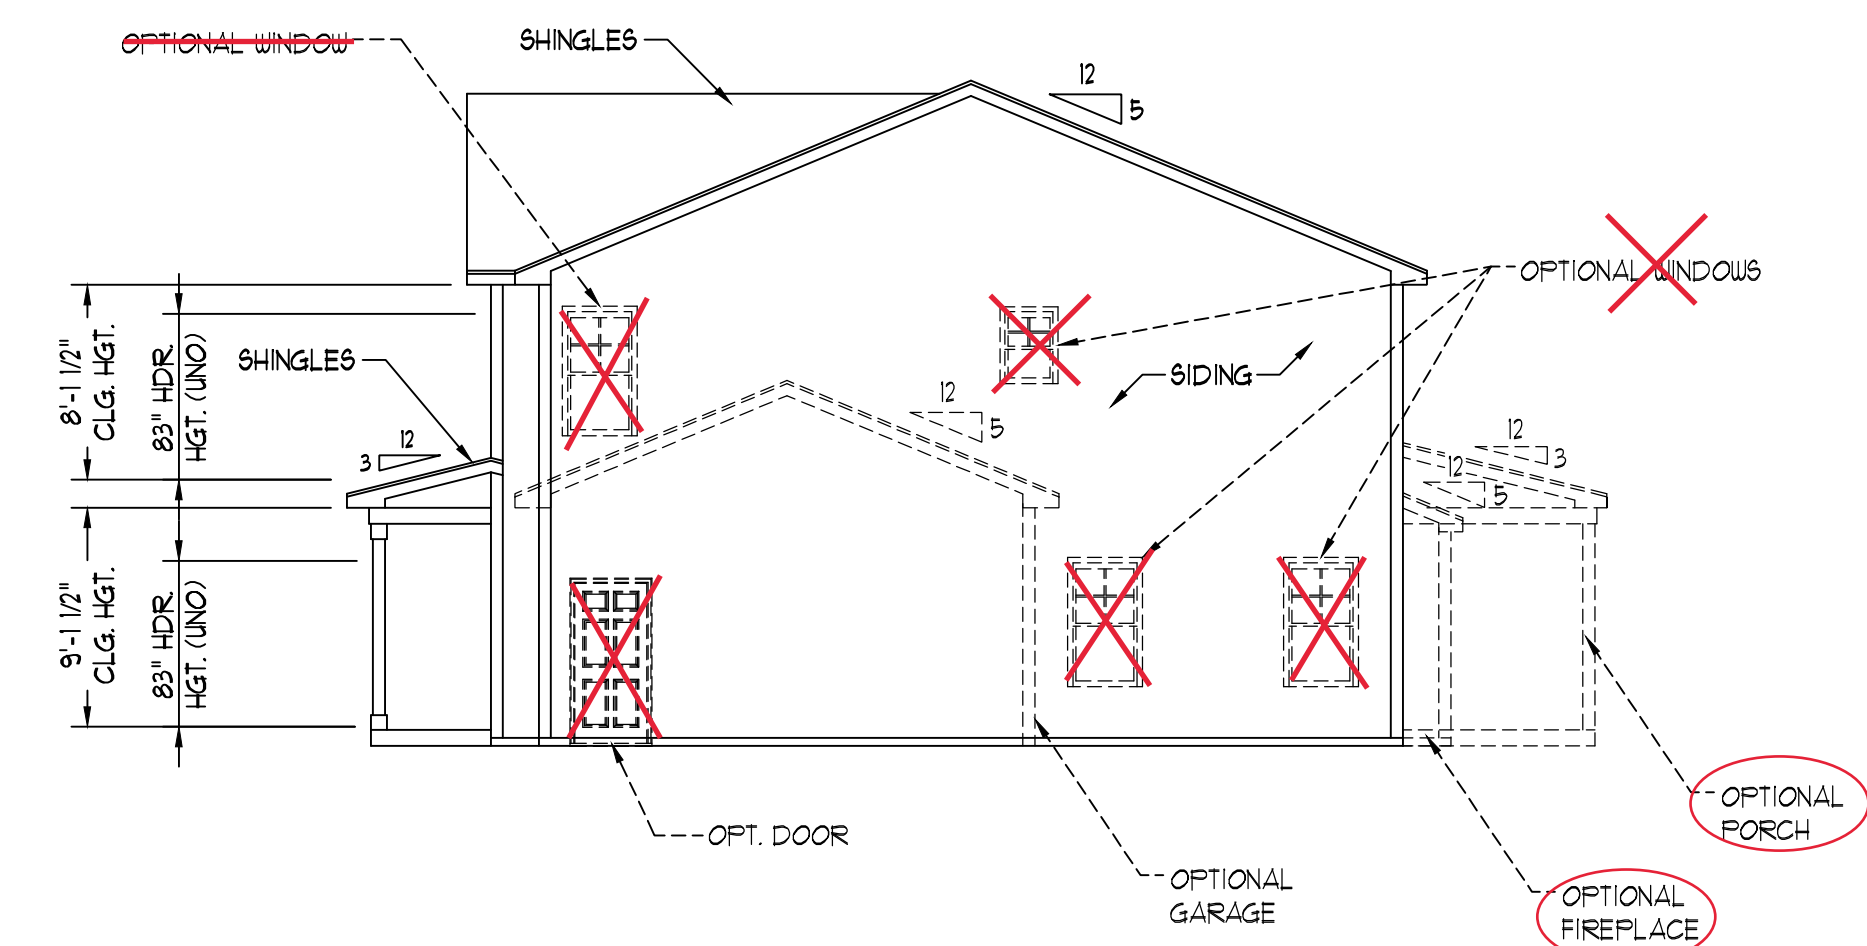 OPTIONAL WINDOW
SHINGLES
12
5
OPTIONAL WINDOWS
8'-1 1/2"
CLG. HGT.
83" HDR.
HGT. (UNO)
SHINGLES
SIDING
12
5
12
3
12
3
12
5
9'-1 1/2"
CLG. HGT.
83" HDR.
HGT. (UNO)
OPT. DOOR
OPTIONAL
GARAGE
OPTIONAL
PORCH
OPTIONAL
FIREPLACE